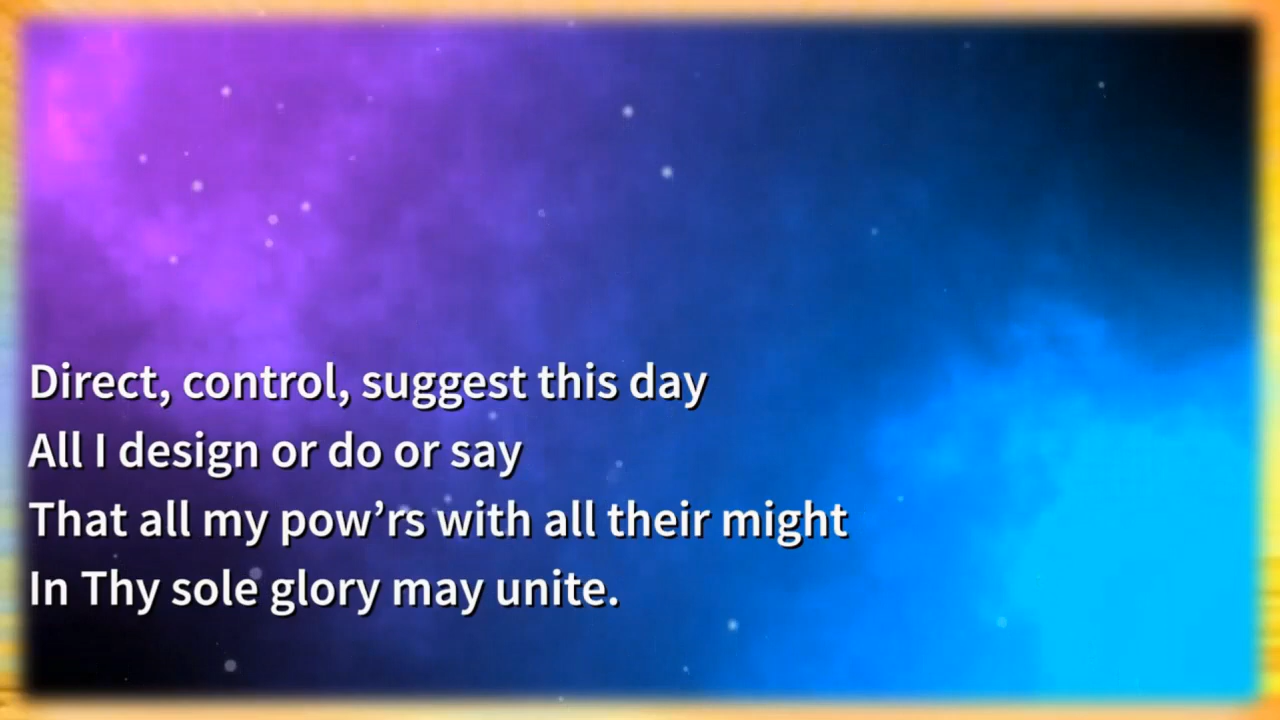 Direct, control, suggest this day
All I design or do or say
That all my pow’rs with all their might
In Thy sole glory may unite.